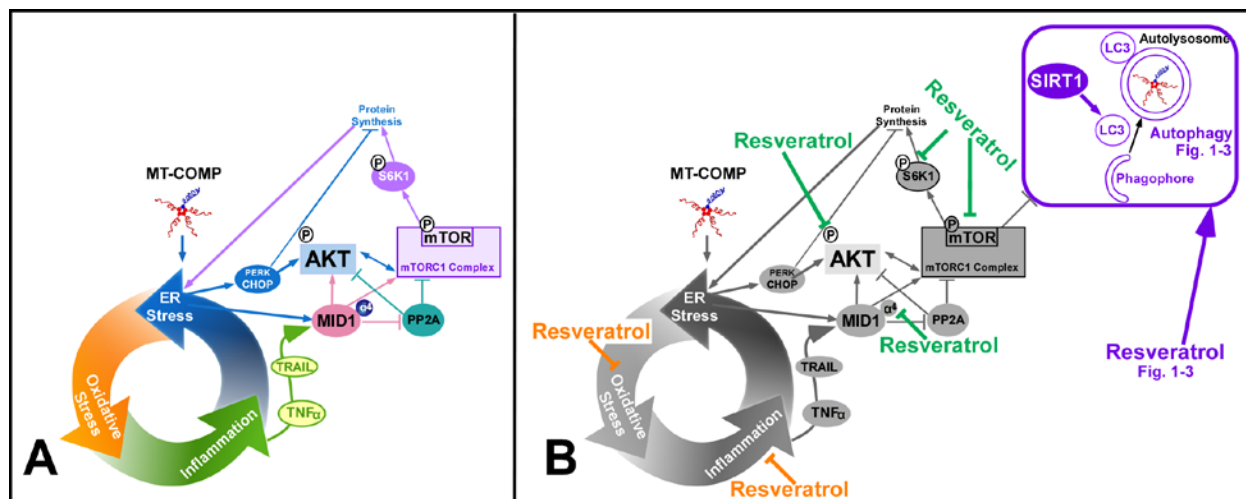 Protein
Synthesis
P
S6K1
MT-COMP
P
mTOR
mTORC1 Complex
P
AKT
PERK
CHOP
ER
Stress
MID1
α4
PP2A
TRAIL
TNFα
Oxidative
Stress
Inflammation
A
Autolysosome
LC3
SIRT1
LC3
Autophagy
Fig. 1-3
Phagophore
Resveratrol
Fig. 1-3
Protein
Synthesis
Resveratrol
Resveratrol
P
S6K1
MT-COMP
P
mTOR
mTORC1 Complex
P
AKT
PERK
CHOP
ER
Stress
MID1
α4
PP2A
Resveratrol
Resveratrol
TRAIL
TNFα
Oxidative
Stress
Inflammation
Resveratrol
B